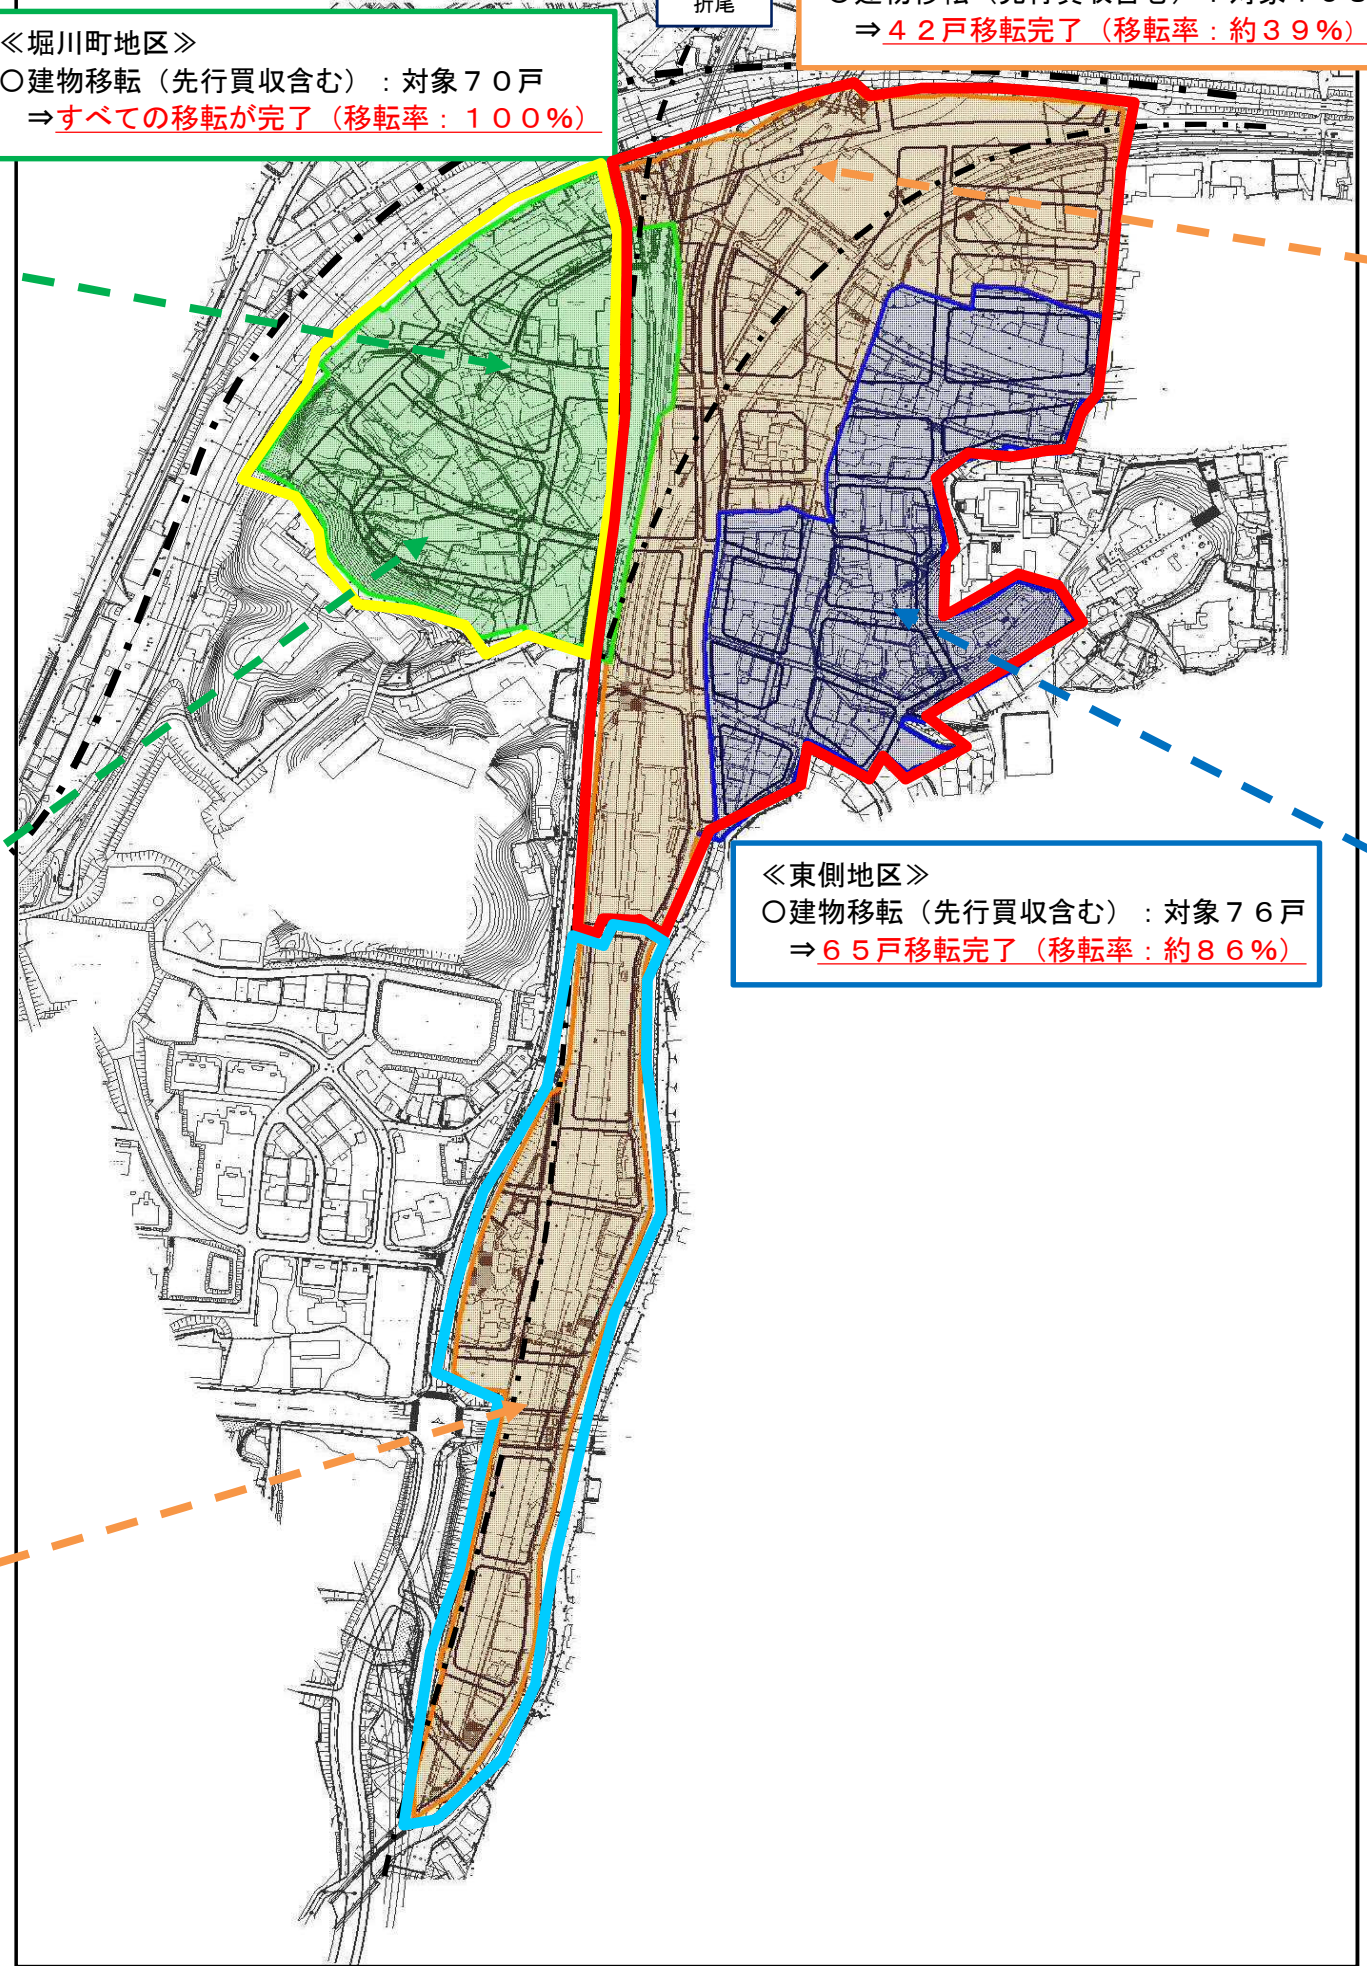 折尾
⇒４２戸移転完了（移転率：約３９％）
≪堀川町地区≫
○建物移転（先行買収含む）：対象７０戸
⇒すべての移転が完了（移転率：１００％）
≪東側地区≫
○建物移転（先行買収含む）：対象７６戸
⇒６５戸移転完了（移転率：約８６％）